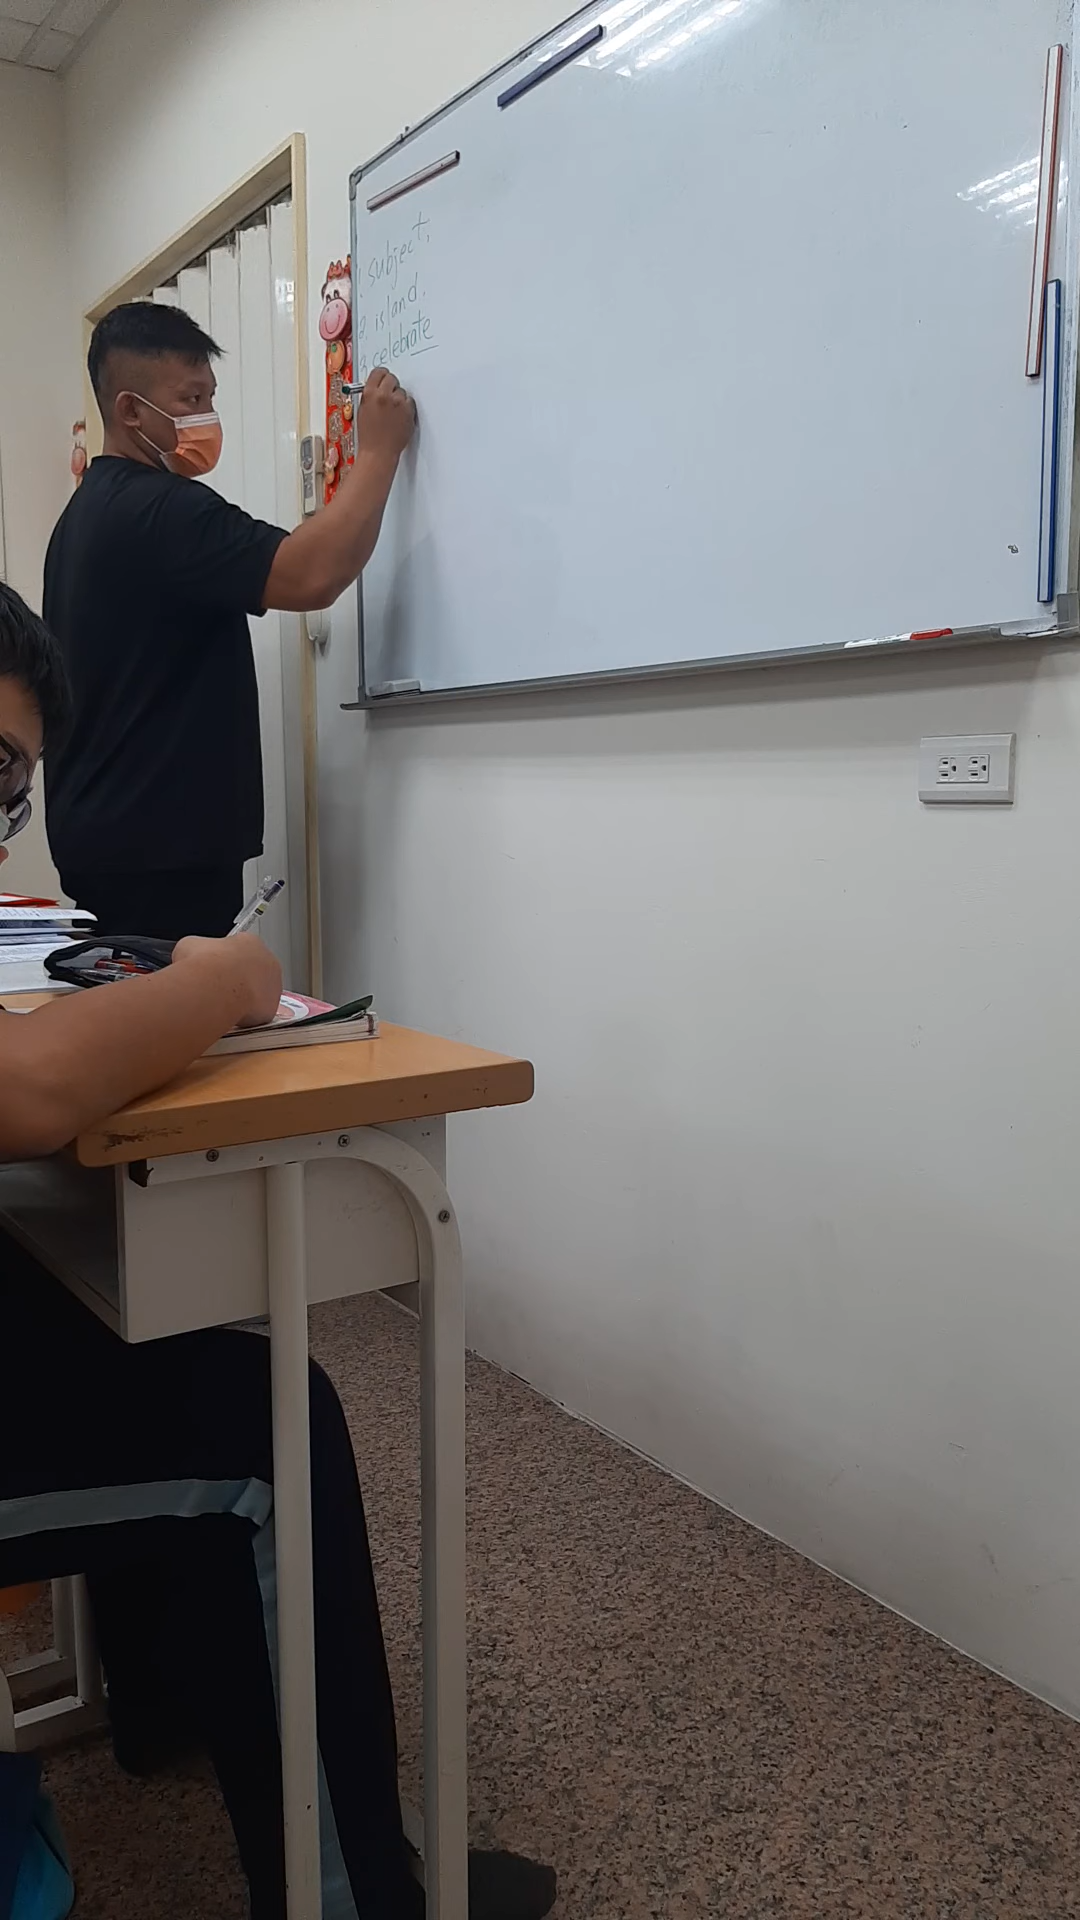 1. subject,
2. island.
3. celebrate